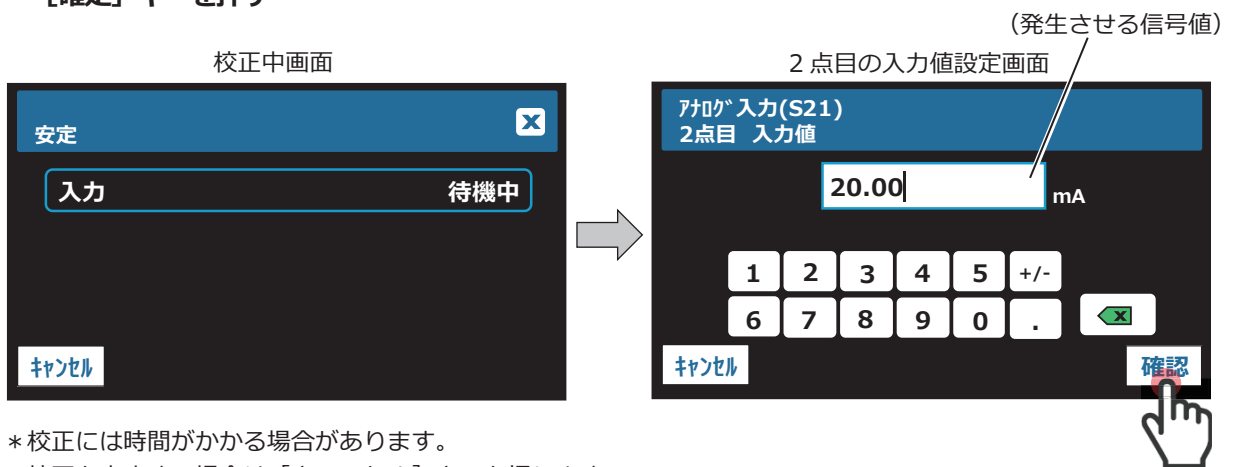 （発生させる信号値）
校正中画面
安定
入力 待機中
ｷｬﾝｾﾙ
2 点目の入力値設定画面
ｱﾅﾛｸﾞ入力(S21)
2点目 入力値
20.00 mA
1 2 3 4 5 +/-
6 7 8 9 0 .
ｷｬﾝｾﾙ 確認
＊校正には時間がかかる場合があります。